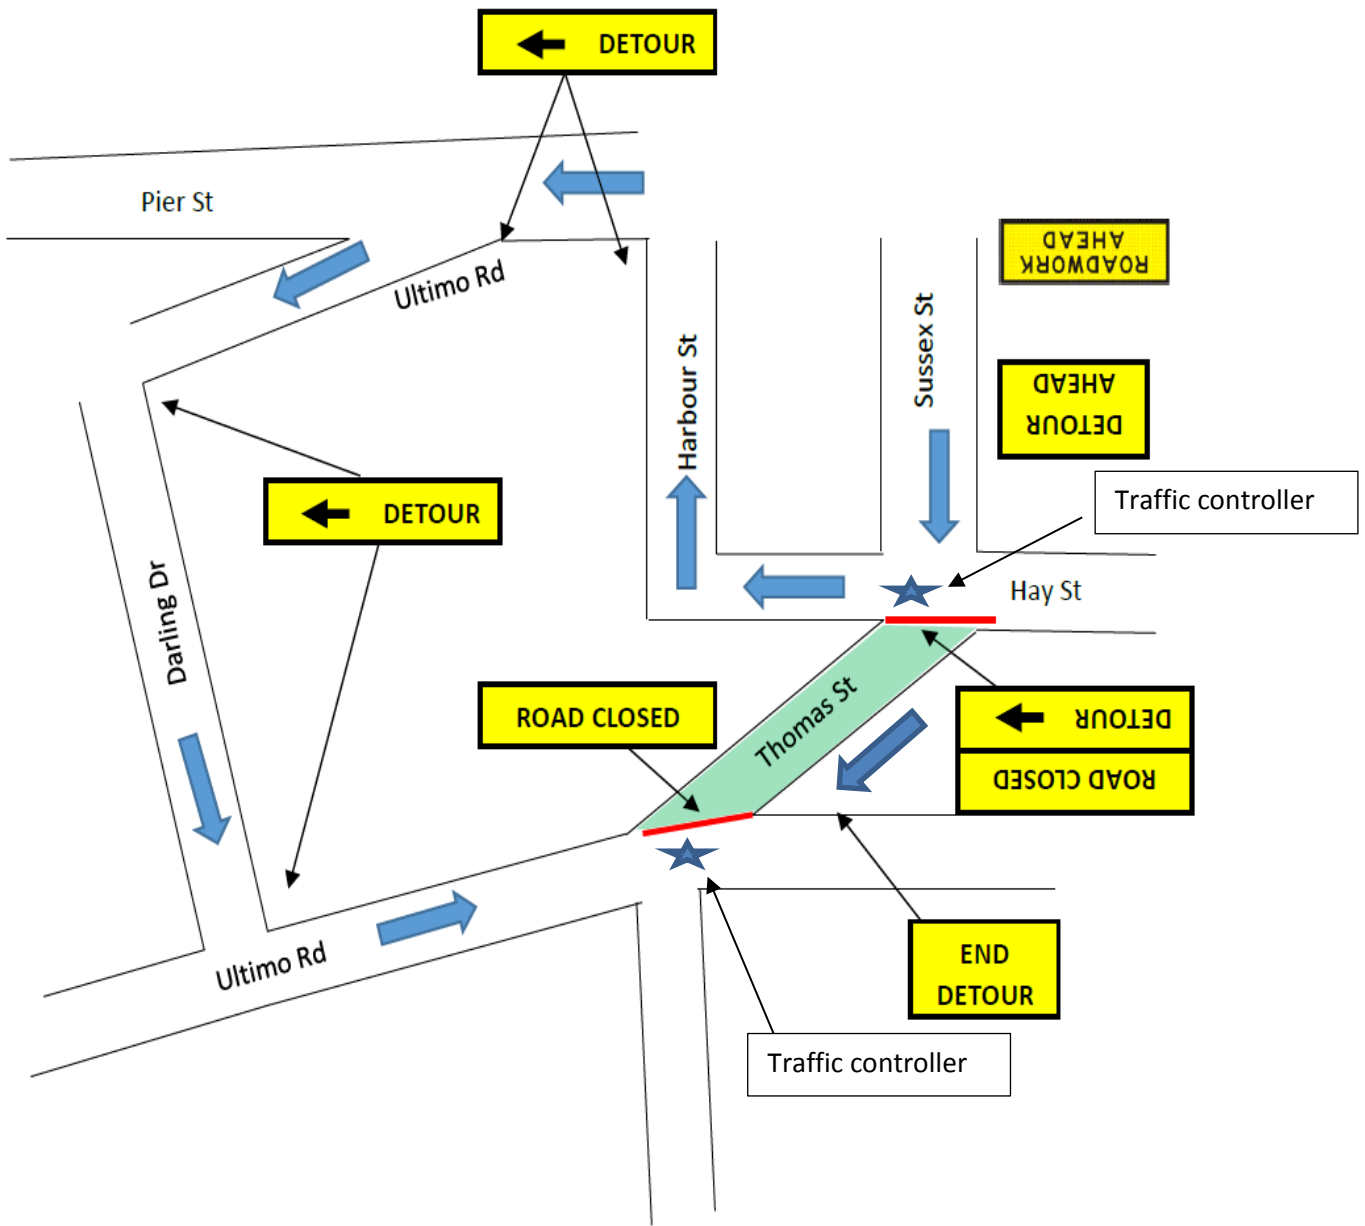 DETOUR
Pier St
Ultimo Rd
ROADWORK
AHEAD
Sussex St
Harbour St
DETOUR
AHEAD
Traffic controller
DETOUR
Hay St
Darling Dr
Thomas St
ROAD CLOSED
ROAD CLOSED
DETOUR
Ultimo Rd
END
DETOUR
Traffic controller